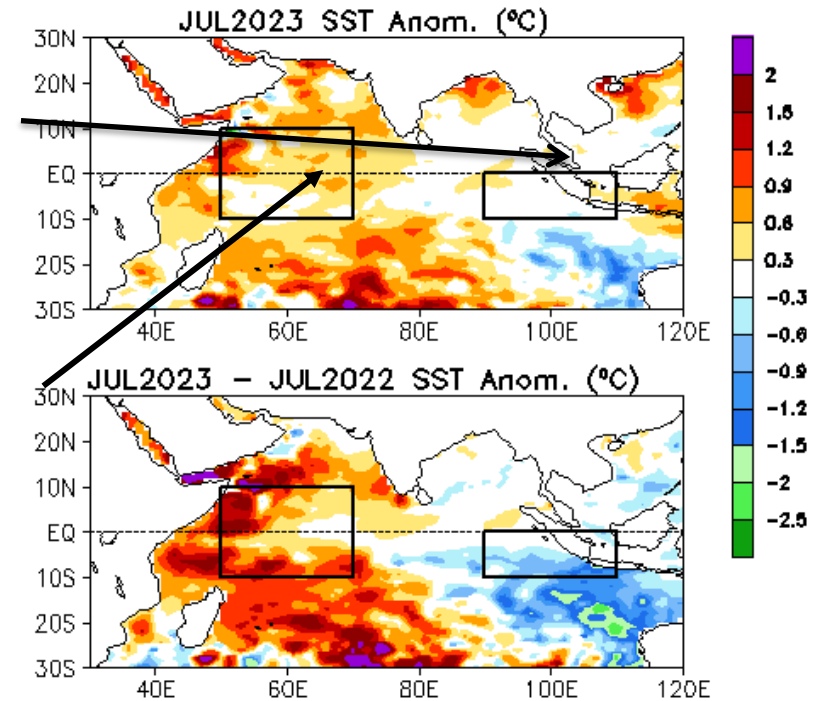 JUL2023 SST Anom. (°C)
30N
20N
10N
EQ
10S
20S
30S
40E 60E 80E 100E 120E
JUL2023 - JUL2022 SST Anom. (°C)
30N
20N
10N
EQ
10S
20S
30S
40E 60E 80E 100E 120E
2
1.5
1.2
0.9
0.6
0.3
-0.3
-0.6
-0.9
-1.2
-1.5
-2
-2.5